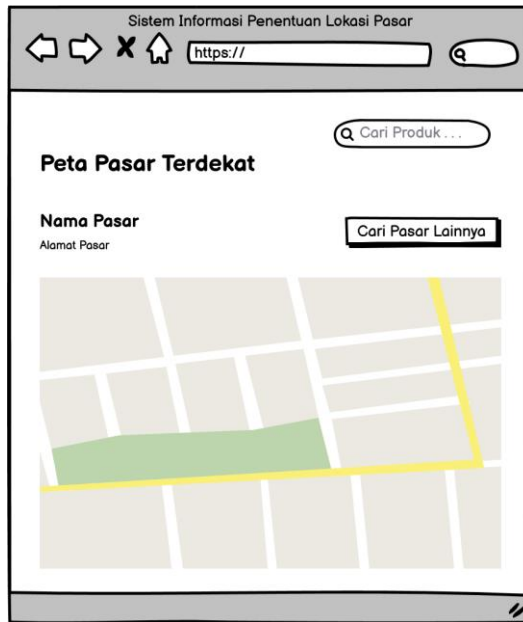 Sistem Informasi Penentuan Lokasi Pasar
https://
Cari Produk . . .
Peta Pasar Terdekat
Nama Pasar
Cari Pasar Lainnya
Alamat Pasar